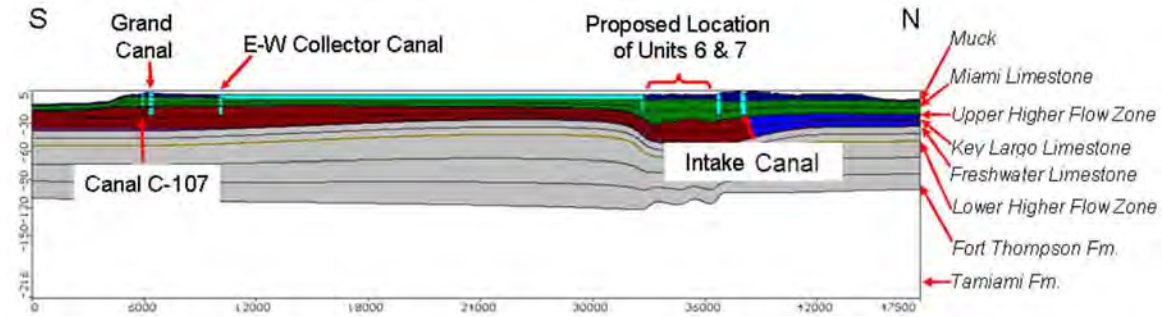 S
N
Grand
Canal
E-W Collector Canal
Proposed Location
of Units 6 & 7
Muck
Miami Limestone
Upper Higher Flow Zone
Key Largo Limestone
Freshwater Limestone
Lower Higher Flow Zone
Fort Thompson Fm.
Tamiami Fm.
Canal C-107
Intake Canal
5
-30
-60
-90
-120
-150
-216
0
6000
12000
18000
24000
30000
36000
42000
47500